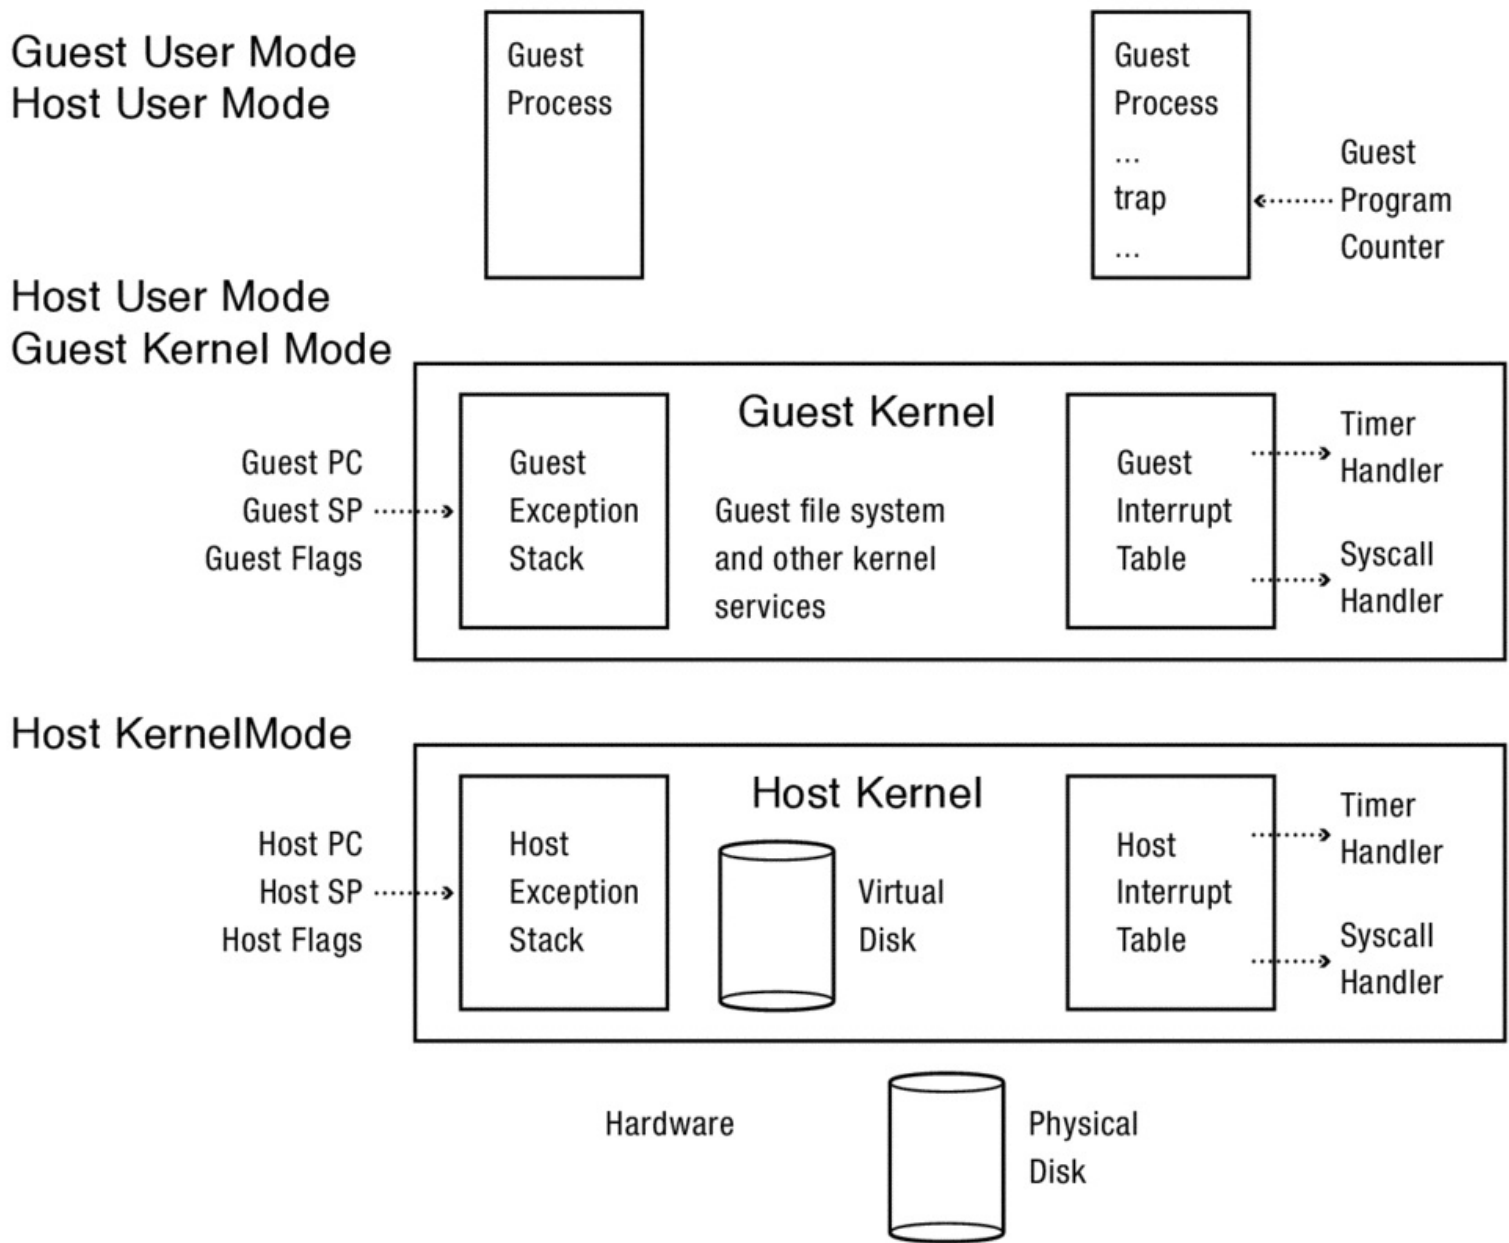 Guest User Mode
Host User Mode
Guest
Process
Guest
Process
...
trap
...
Guest
Program
Counter
Host User Mode
Guest Kernel Mode
Guest Kernel
Guest PC
Guest SP
Guest Flags
Guest
Exception
Stack
Guest file system
and other kernel
services
Guest
Interrupt
Table
Timer
Handler
Syscall
Handler
Host KernelMode
Host Kernel
Host PC
Host SP
Host Flags
Host
Exception
Stack
Virtual
Disk
Host
Interrupt
Table
Timer
Handler
Syscall
Handler
Hardware
Physical
Disk